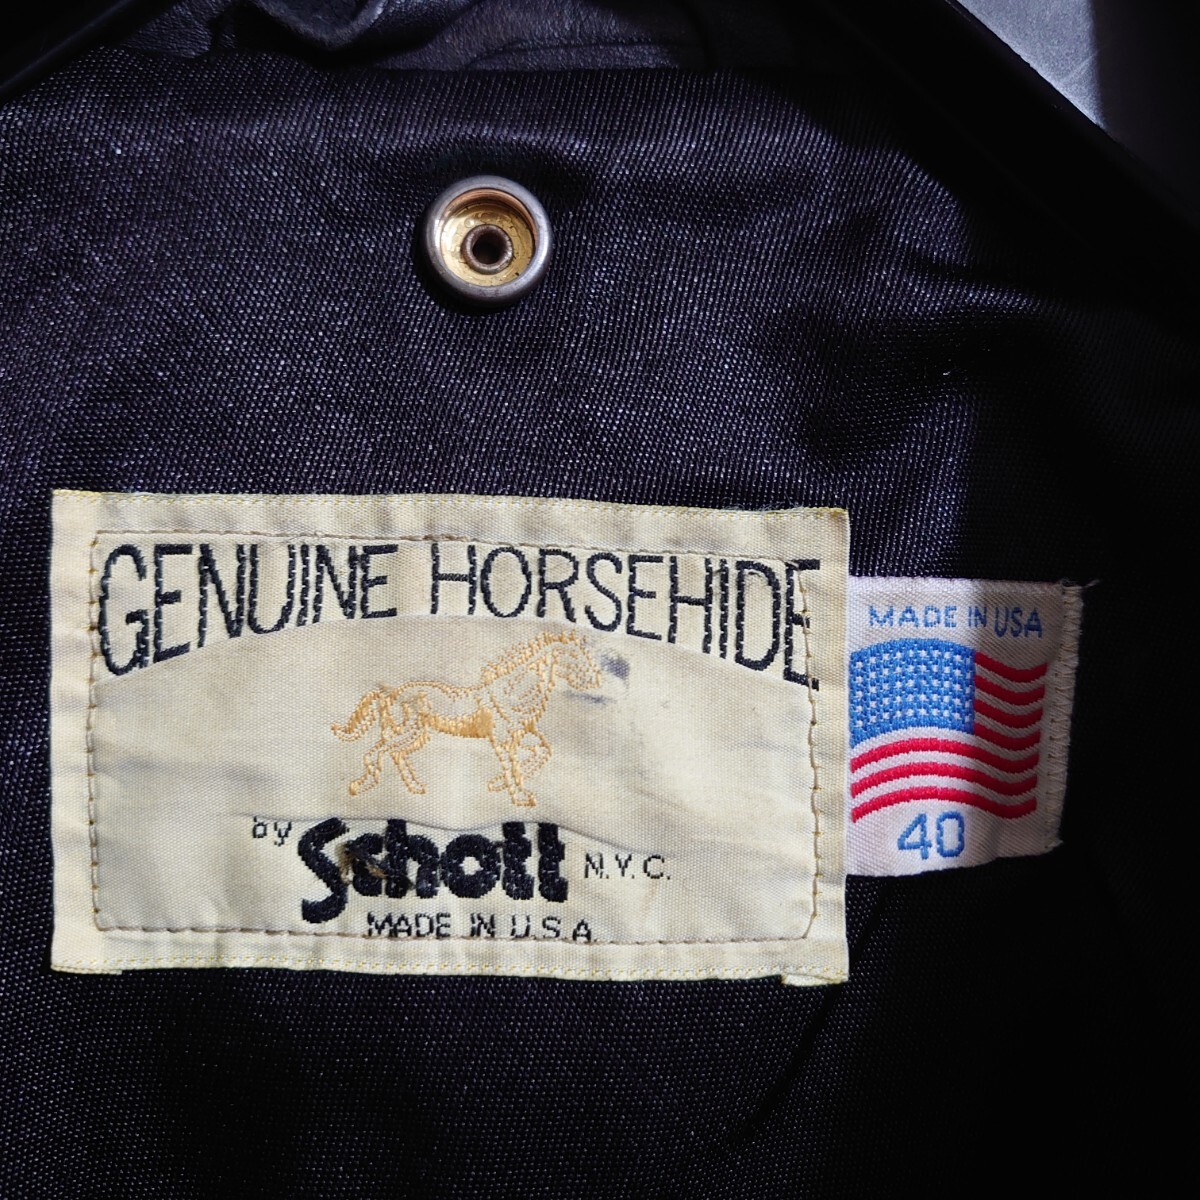 GENUINE HORSEHIDE
by Schott N.Y.C.
MADE IN U.S.A.
MADE IN USA
40